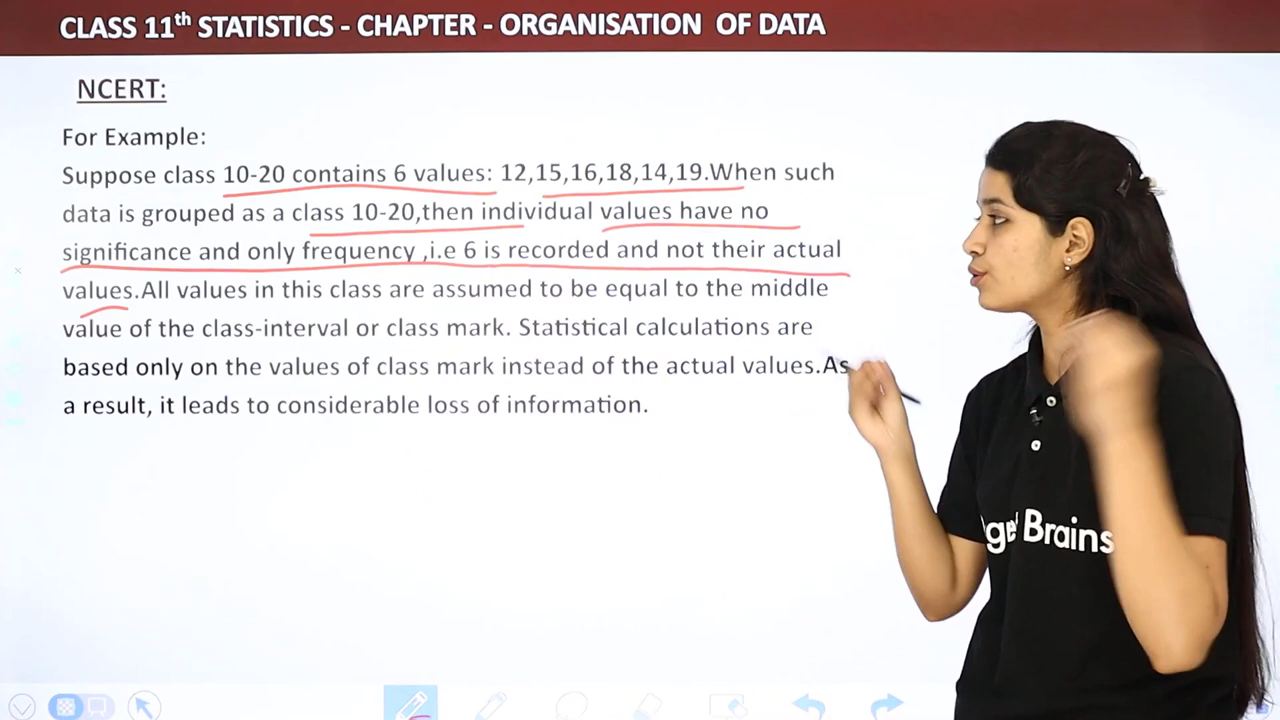 CLASS 11th STATISTICS - CHAPTER - ORGANISATION OF DATA
NCERT:
For Example:
Suppose class 10-20 contains 6 values: 12,15,16,18,14,19.When such
data is grouped as a class 10-20,then individual values have no
significance and only frequency ,i.e 6 is recorded and not their actual
values.All values in this class are assumed to be equal to the middle
value of the class-interval or class mark. Statistical calculations are
based only on the values of class mark instead of the actual values.As
a result, it leads to considerable loss of information.
Brains